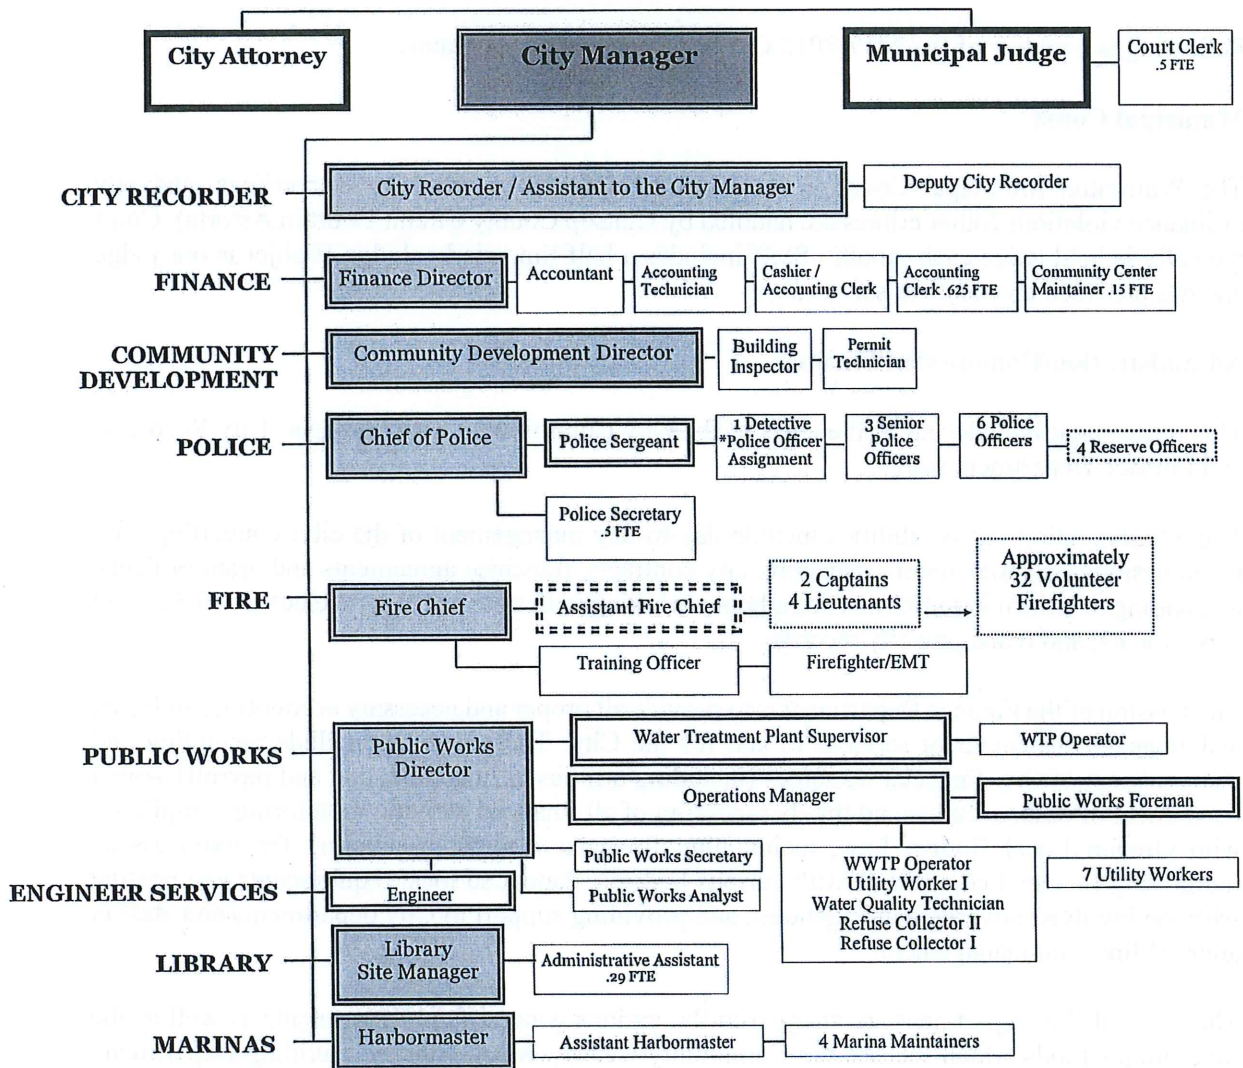 City Attorney
City Manager
Municipal Judge
Court Clerk
.5 FTE
CITY RECORDER
City Recorder / Assistant to the City Manager
Deputy City Recorder
FINANCE
Finance Director
Accountant
Accounting
Technician
Cashier /
Accounting Clerk
Accounting
Clerk .625 FTE
Community Center
Maintainer .15 FTE
COMMUNITY
DEVELOPMENT
Community Development Director
Building
Inspector
Permit
Technician
POLICE
Chief of Police
Police Sergeant
1 Detective
*Police Officer
Assignment
3 Senior
Police
Officers
6 Police
Officers
4 Reserve Officers
Police Secretary
.5 FTE
FIRE
Fire Chief
Assistant Fire Chief
2 Captains
4 Lieutenants
Approximately
32 Volunteer
Firefighters
Training Officer
Firefighter/EMT
PUBLIC WORKS
Public Works
Director
Water Treatment Plant Supervisor
WTP Operator
Operations Manager
Public Works Foreman
Public Works Secretary
WWTP Operator
Utility Worker I
Water Quality Technician
Refuse Collector II
Refuse Collector I
7 Utility Workers
ENGINEER SERVICES
Engineer
Public Works Analyst
LIBRARY
Library
Site Manager
Administrative Assistant
.29 FTE
MARINAS
Harbormaster
Assistant Harbormaster
4 Marina Maintainers